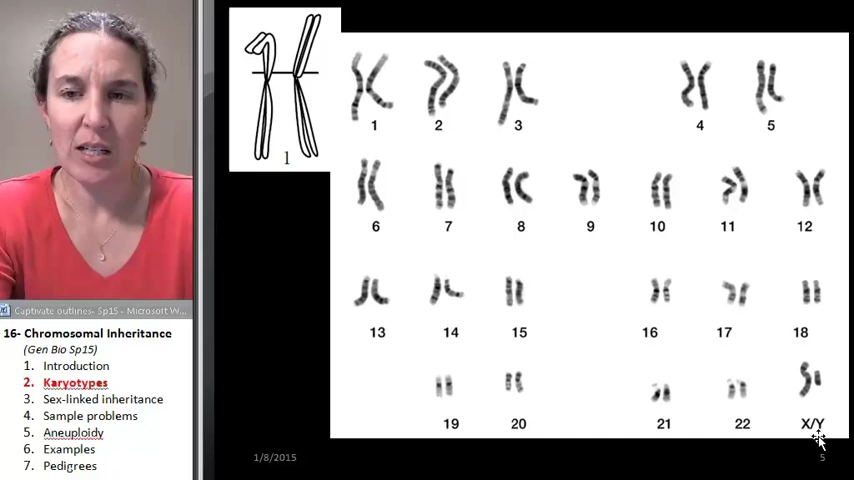 1
1 2 3 4 5
6 7 8 9 10 11 12
13 14 15 16 17 18
19 20 21 22 X/Y
Captivate outlines- Sp15 - Microsoft W...
16- Chromosomal Inheritance
(Gen Bio Sp15)
1. Introduction
2. Karyotypes
3. Sex-linked inheritance
4. Sample problems
5. Aneuploidy
6. Examples
7. Pedigrees
1/8/2015 5